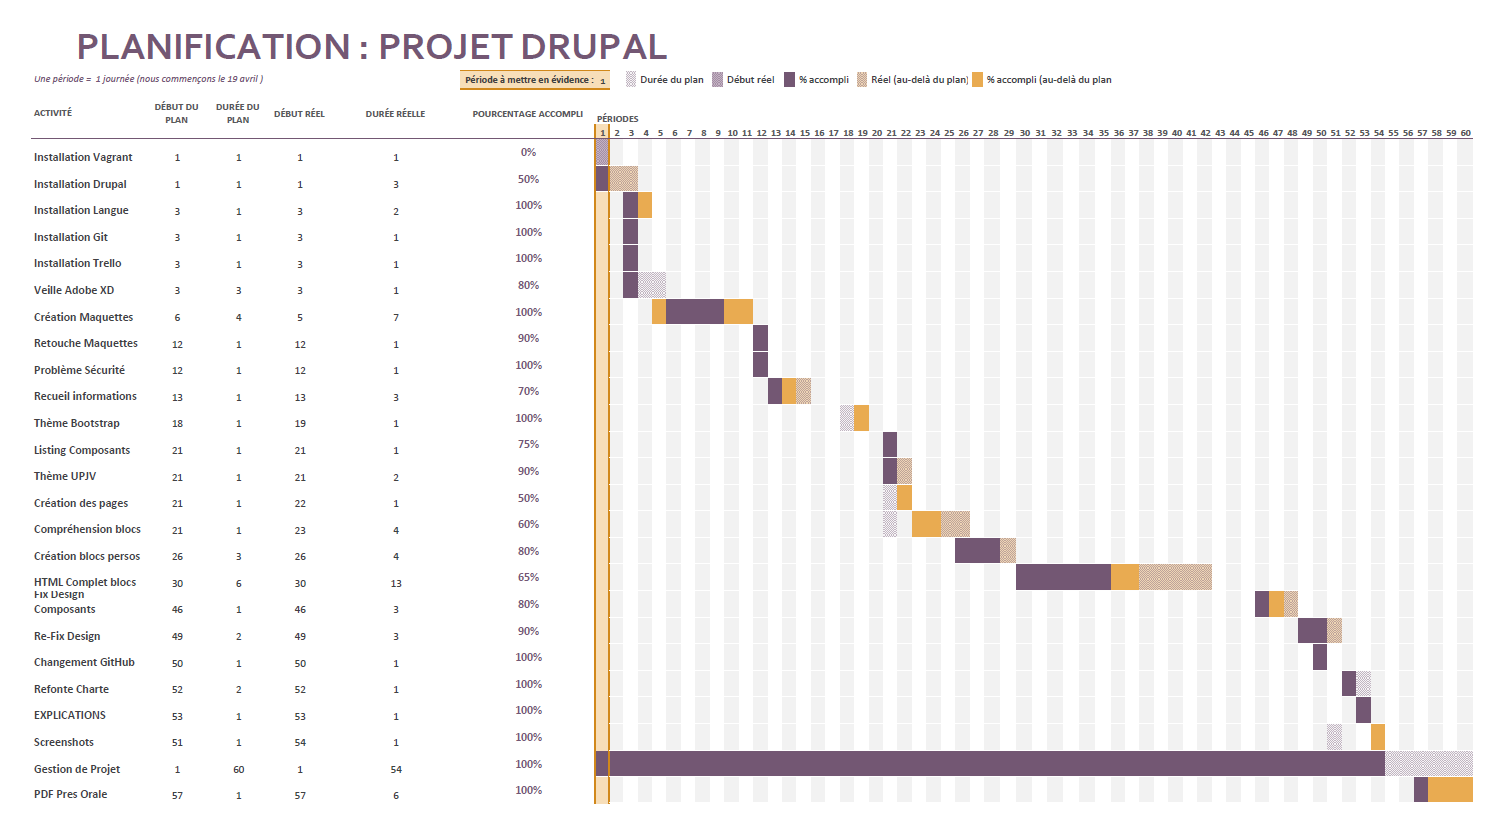 PLANIFICATION : PROJET DRUPAL
Une période = 1 journée (nous commençons le 19 avril )
Période à mettre en évidence : 1
Durée du plan
Début réel
% accompli
Réel (au-delà du plan)
% accompli (au-delà du plan
ACTIVITÉ DÉBUT DU PLAN DURÉE DU PLAN DÉBUT RÉEL DURÉE RÉELLE POURCENTAGE ACCOMPLI PÉRIODES
1 2 3 4 5 6 7 8 9 10 11 12 13 14 15 16 17 18 19 20 21 22 23 24 25 26 27 28 29 30 31 32 33 34 35 36 37 38 39 40 41 42 43 44 45 46 47 48 49 50 51 52 53 54 55 56 57 58 59 60
Installation Vagrant 1 1 1 1 0%
Installation Drupal 1 1 1 3 50%
Installation Langue 3 1 3 2 100%
Installation Git 3 1 3 1 100%
Installation Trello 3 1 3 1 100%
Veille Adobe XD 3 3 3 1 80%
Création Maquettes 6 4 5 7 100%
Retouche Maquettes 12 1 12 1 90%
Problème Sécurité 12 1 12 1 100%
Recueil informations 13 1 13 3 70%
Thème Bootstrap 18 1 19 1 100%
Listing Composants 21 1 21 1 75%
Thème UPJV 21 1 21 2 90%
Création des pages 21 1 22 1 50%
Compréhension blocs 21 1 23 4 60%
Création blocs persos 26 3 26 4 80%
HTML Complet blocs 30 6 30 13 65%
Fix Design
Composants 46 1 46 3 80%
Re-Fix Design 49 2 49 3 90%
Changement GitHub 50 1 50 1 100%
Refonte Charte 52 2 52 1 100%
EXPLICATIONS 53 1 53 1 100%
Screenshots 51 1 54 1 100%
Gestion de Projet 1 60 1 54 100%
PDF Pres Orale 57 1 57 6 100%